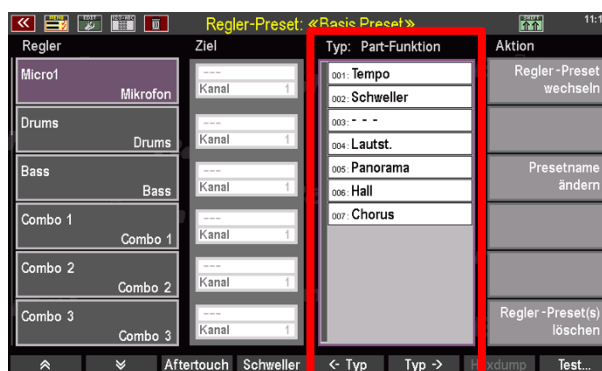 MENU EDIT
SHIFT
Regler-Preset: «Basis Preset»
11:1
Regler
Ziel
Typ: Part-Funktion
Aktion
Micro1
Mikrofon
---
Kanal 1
Drums
Drums
---
Kanal 1
Bass
Bass
---
Kanal 1
Combo 1
Combo 1
---
Kanal 1
Combo 2
Combo 2
---
Kanal 1
Combo 3
Combo 3
---
Kanal 1
001: Tempo
002: Schweller
003: - - -
004: Lautst.
005: Panorama
006: Hall
007: Chorus
Regler-Preset
wechseln
Presetname
ändern
Regler-Preset(s)
löschen
Aftertouch Schweller <- Typ Typ -> Hexdump Test...